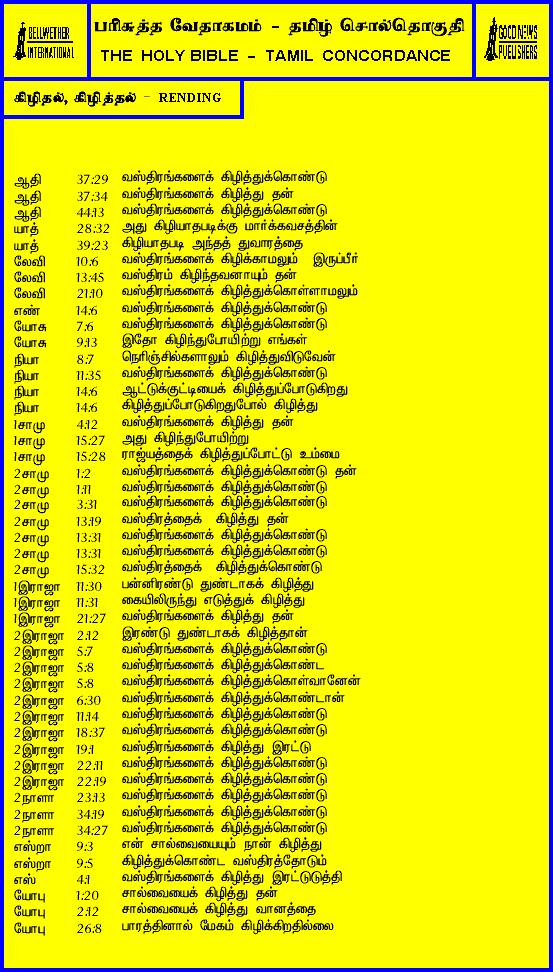 BELLWETHER
INTERNATIONAL
பரிசுத்த வேதாகமம் - தமிழ் சொல்தொகுதி
THE HOLY BIBLE - TAMIL CONCORDANCE
GOOD NEWS
PUBLISHERS
கிழிதல், கிழித்தல் - RENDING
ஆதி 37:29 வஸ்திரங்களைக் கிழித்துக்கொண்டு
ஆதி 37:34 வஸ்திரங்களைக் கிழித்து தன்
ஆதி 44:13 வஸ்திரங்களைக் கிழித்துக்கொண்டு
யாத் 28:32 அது கிழியாதபடிக்கு மார்க்கவசத்தின்
யாத் 39:23 கிழியாதபடி அந்தத் துவாரத்தை
லேவி 10:6 வஸ்திரங்களைக் கிழிக்காமலும் இருப்பீர்
லேவி 13:45 வஸ்திரம் கிழிந்தவனாயும் தன்
லேவி 21:10 வஸ்திரங்களைக் கிழித்துக்கொள்ளாமலும்
எண் 14:6 வஸ்திரங்களைக் கிழித்துக்கொண்டு
யோசு 7:6 வஸ்திரங்களைக் கிழித்துக்கொண்டு
யோசு 9:13 இதோ கிழிந்துபோயிற்று எங்கள்
நியா 8:7 நெரிஞ்சில்களாலும் கிழித்துவிடுவேன்
நியா 11:35 வஸ்திரங்களைக் கிழித்துக்கொண்டு
நியா 14:6 ஆட்டுக்குட்டியைக் கிழித்துப்போடுகிறது
நியா 14:6 கிழித்துப்போடுகிறதுபோல் கிழித்து
1சாமு 4:12 வஸ்திரங்களைக் கிழித்து தன்
1சாமு 15:27 அது கிழிந்துபோயிற்று
1சாமு 15:28 ராஜ்யத்தைக் கிழித்துப்போட்டு உம்மை
2சாமு 1:2 வஸ்திரங்களைக் கிழித்துக்கொண்டு தன்
2சாமு 1:11 வஸ்திரங்களைக் கிழித்துக்கொண்டு
2சாமு 3:31 வஸ்திரங்களைக் கிழித்துக்கொண்டு
2சாமு 13:19 வஸ்திரத்தைக் கிழித்து தன்
2சாமு 13:31 வஸ்திரங்களைக் கிழித்துக்கொண்டு
2சாமு 13:31 வஸ்திரங்களைக் கிழித்துக்கொண்டு
2சாமு 15:32 வஸ்திரத்தைக் கிழித்துக்கொண்டு
1இராஜா 11:30 பன்னிரண்டு துண்டாகக் கிழித்து
1இராஜா 11:31 கையிலிருந்து எடுத்துக் கிழித்து
1இராஜா 21:27 வஸ்திரங்களைக் கிழித்து தன்
2இராஜா 2:12 இரண்டு துண்டாகக் கிழித்தான்
2இராஜா 5:7 வஸ்திரங்களைக் கிழித்துக்கொண்டு
2இராஜா 5:8 வஸ்திரங்களைக் கிழித்துக்கொண்ட
2இராஜா 5:8 வஸ்திரங்களைக் கிழித்துக்கொள்வானேன்
2இராஜா 6:30 வஸ்திரங்களைக் கிழித்துக்கொண்டான்
2இராஜா 11:14 வஸ்திரங்களைக் கிழித்துக்கொண்டு
2இராஜா 18:37 வஸ்திரங்களைக் கிழித்துக்கொண்டு
2இராஜா 19:1 வஸ்திரங்களைக் கிழித்து இரட்டு
2இராஜா 22:11 வஸ்திரங்களைக் கிழித்துக்கொண்டு
2இராஜா 22:19 வஸ்திரங்களைக் கிழித்துக்கொண்டு
2நாளா 23:13 வஸ்திரங்களைக் கிழித்துக்கொண்டு
2நாளா 34:19 வஸ்திரங்களைக் கிழித்துக்கொண்டு
2நாளா 34:27 வஸ்திரங்களைக் கிழித்துக்கொண்டு
எஸ்றா 9:3 என் சால்வையையும் நான் கிழித்து
எஸ்றா 9:5 கிழித்துக்கொண்ட வஸ்திரத்தோடும்
எஸ் 4:1 வஸ்திரங்களைக் கிழித்து இரட்டுடுத்தி
யோபு 1:20 சால்வையைக் கிழித்து தன்
யோபு 2:12 சால்வையைக் கிழித்து வானத்தை
யோபு 26:8 பாரத்தினால் மேகம் கிழிக்கிறதில்லை